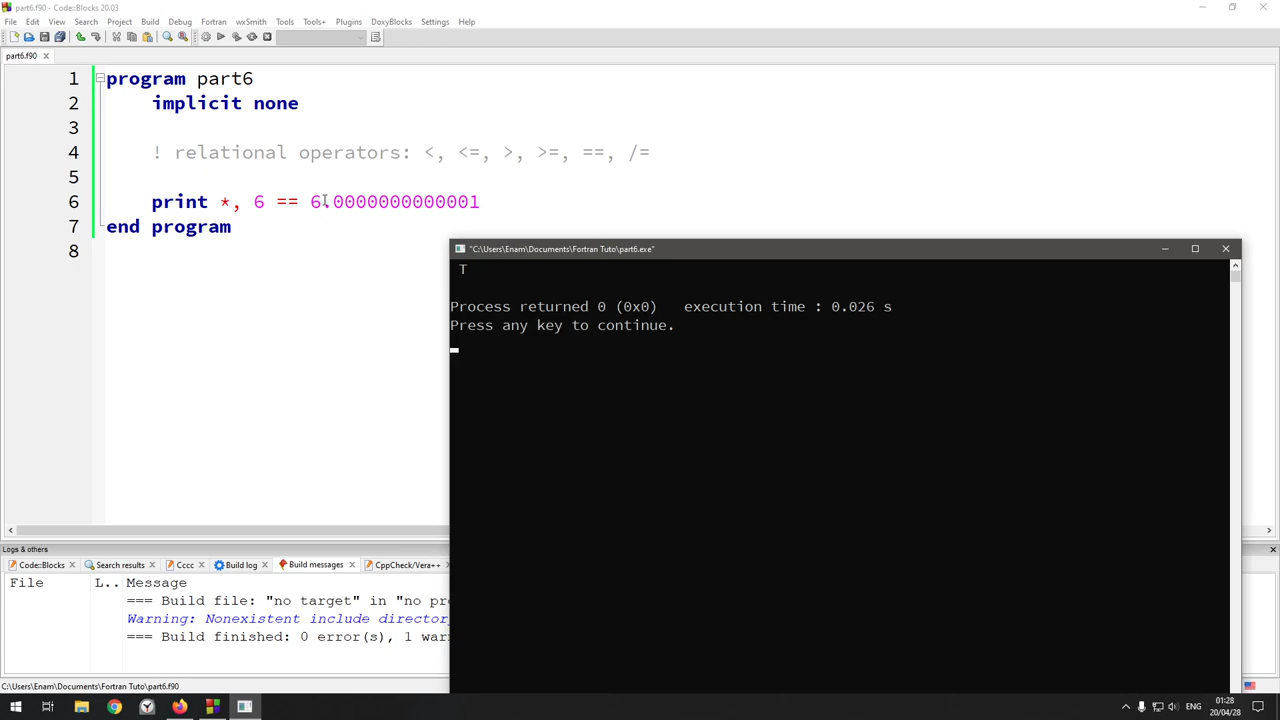 part6.f90 - Code::Blocks 20.03
File Edit View Search Project Build Debug Fortran wxSmith Tools Tools+ Plugins DoxyBlocks Settings Help
part6.f90
1 program part6
2 implicit none
3
4 ! relational operators: <, <=, >, >=, ==, /=
5
6 print *, 6 == 6.0000000000001
7 end program
8
"C:\Users\Enam\Documents\Fortran Tuto\part6.exe"
T
Process returned 0 (0x0) execution time : 0.026 s
Press any key to continue.
Logs & others
Code::Blocks Search results Cccc Build log Build messages CppCheck/Vera++
File L.. Message
=== Build file: "no target" in "no pr
Warning: Nonexistent include director
=== Build finished: 0 error(s), 1 war
C:\Users\Enam\Documents\Fortran Tuto\part6.f90
ENG
01:28
20/04/28